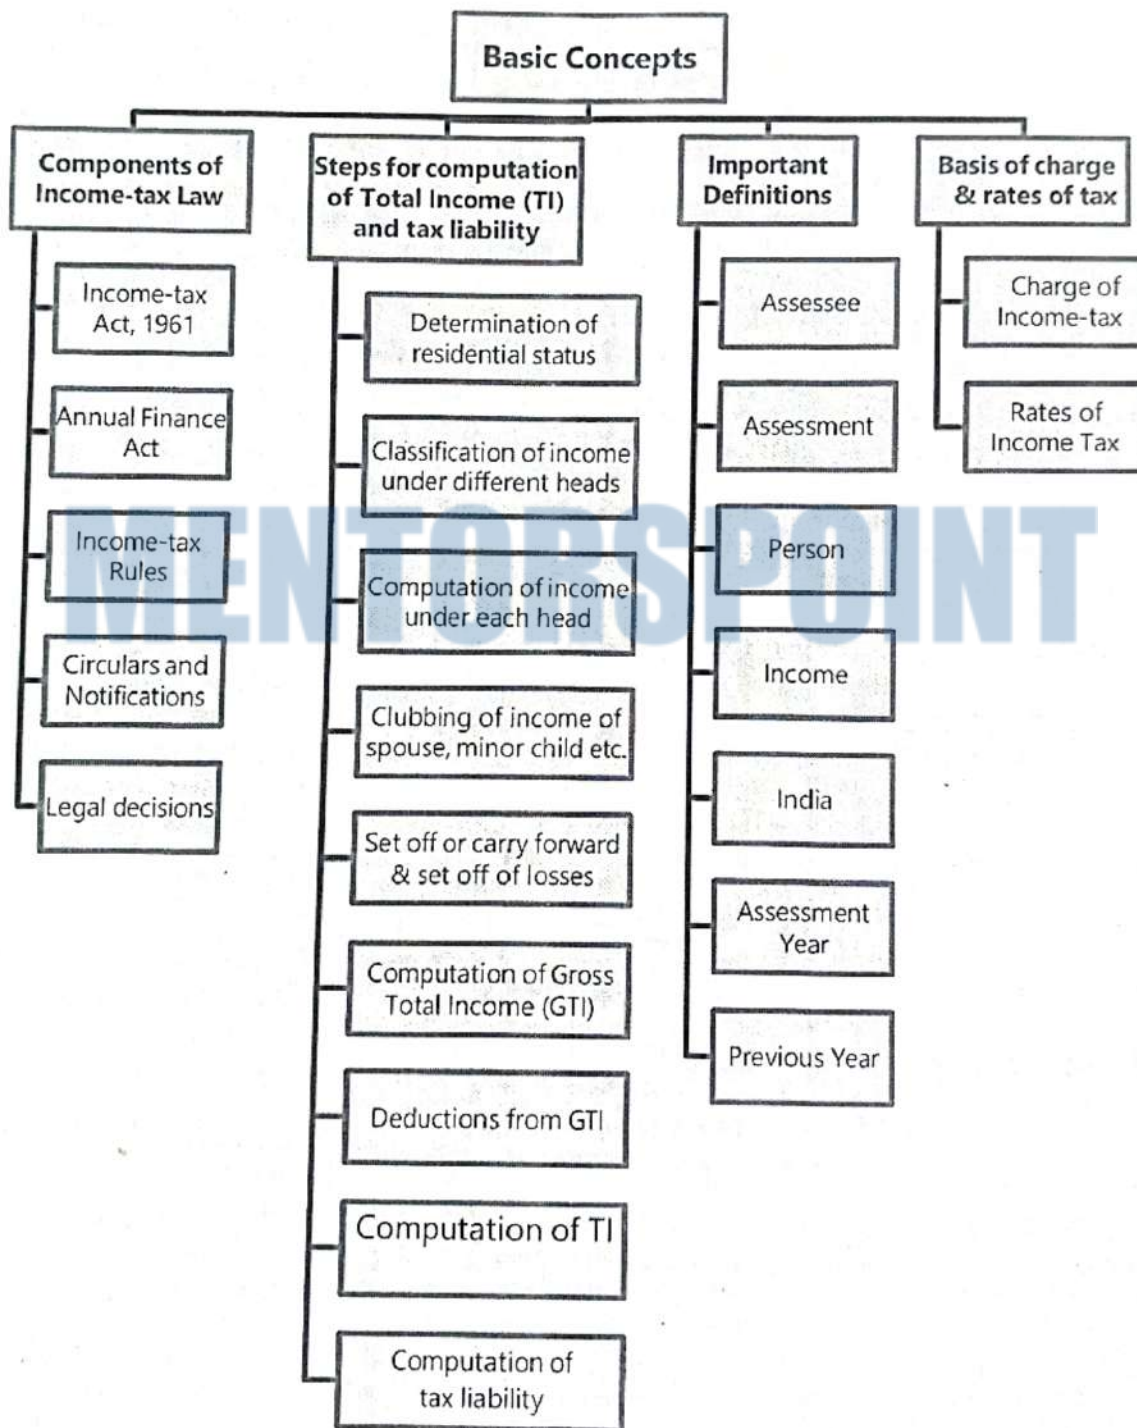 Basic Concepts
Components of
Income-tax Law
Income-tax
Act, 1961
Annual Finance
Act
Income-tax
Rules
Circulars and
Notifications
Legal decisions
Steps for computation
of Total Income (TI)
and tax liability
Determination of
residential status
Classification of income
under different heads
Computation of income
under each head
Clubbing of income of
spouse, minor child etc.
Set off or carry forward
& set off of losses
Computation of Gross
Total Income (GTI)
Deductions from GTI
Computation of TI
Computation of
tax liability
Important
Definitions
Assessee
Assessment
Person
Income
India
Assessment
Year
Previous Year
Basis of charge
& rates of tax
Charge of
Income-tax
Rates of
Income Tax
MENTORSPOINT